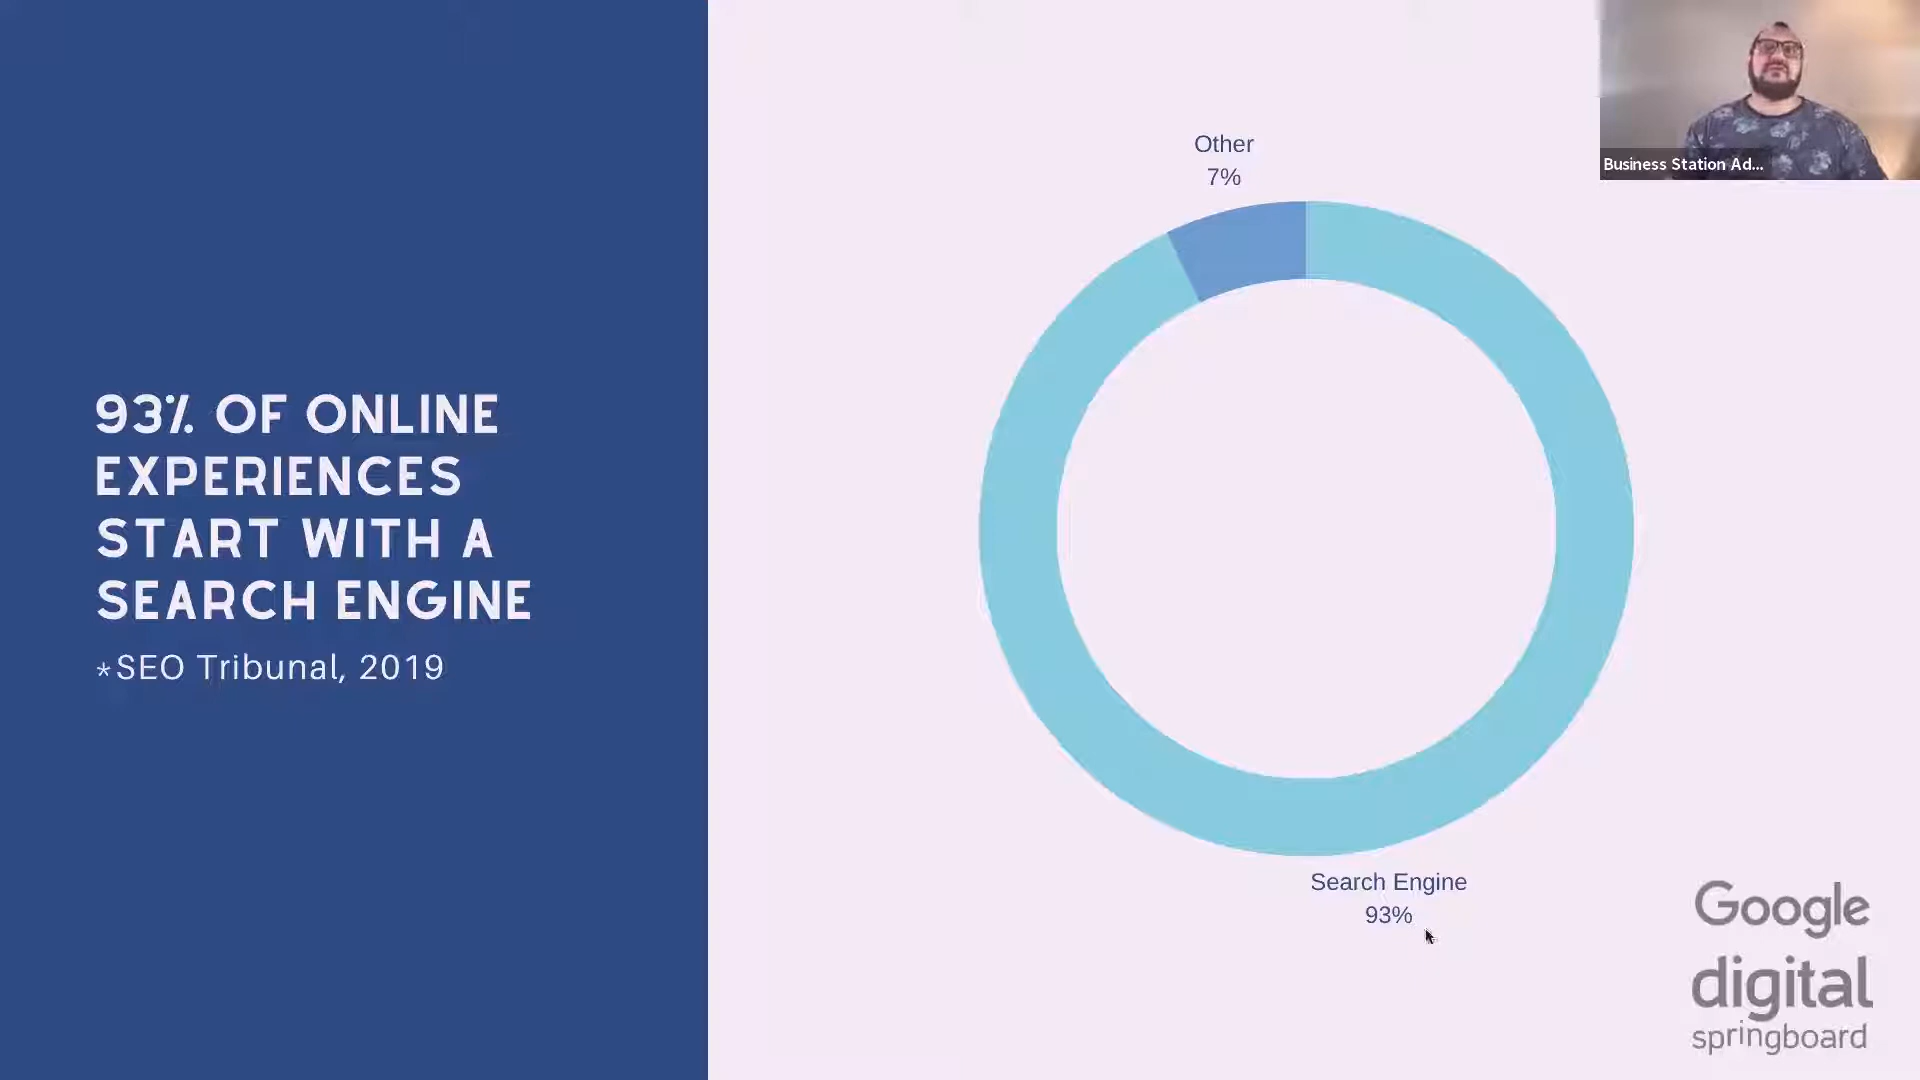 93% OF ONLINE
EXPERIENCES
START WITH A
SEARCH ENGINE
*SEO Tribunal, 2019
Other
7%
Search Engine
93%
Business Station Ad...
Google
digital
springboard